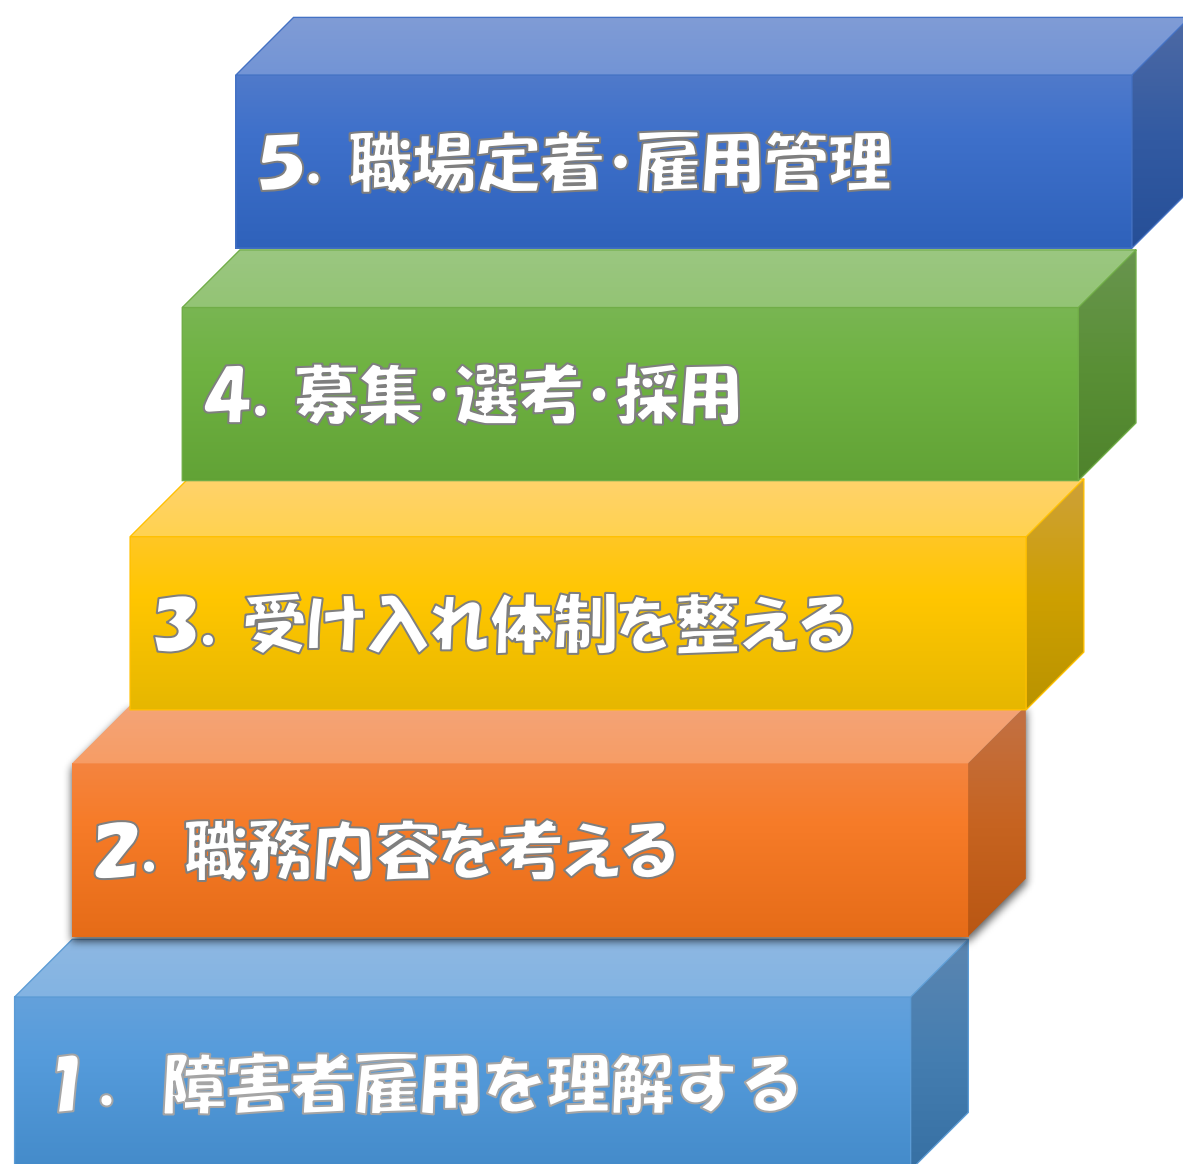 5. 職場定着・雇用管理
4. 募集・選考・採用
3. 受け入れ体制を整える
2. 職務内容を考える
1. 障害者雇用を理解する